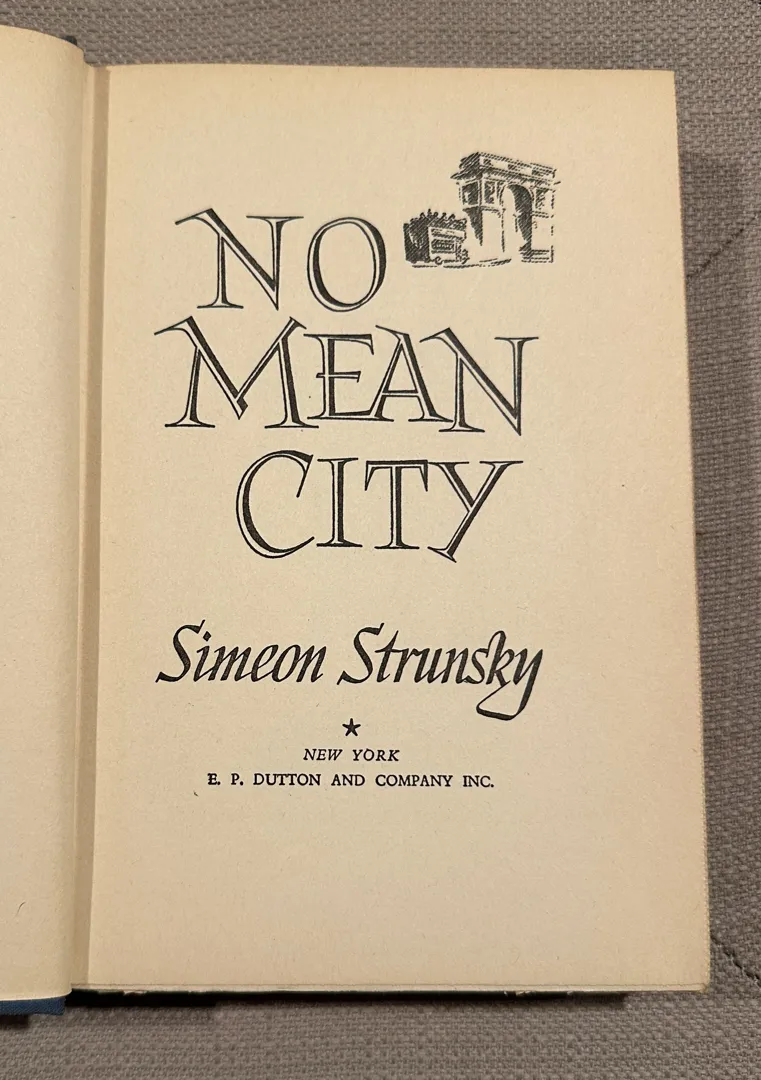 NO
MEAN
CITY
Simeon Strunsky
★
NEW YORK
E. P. DUTTON AND COMPANY INC.